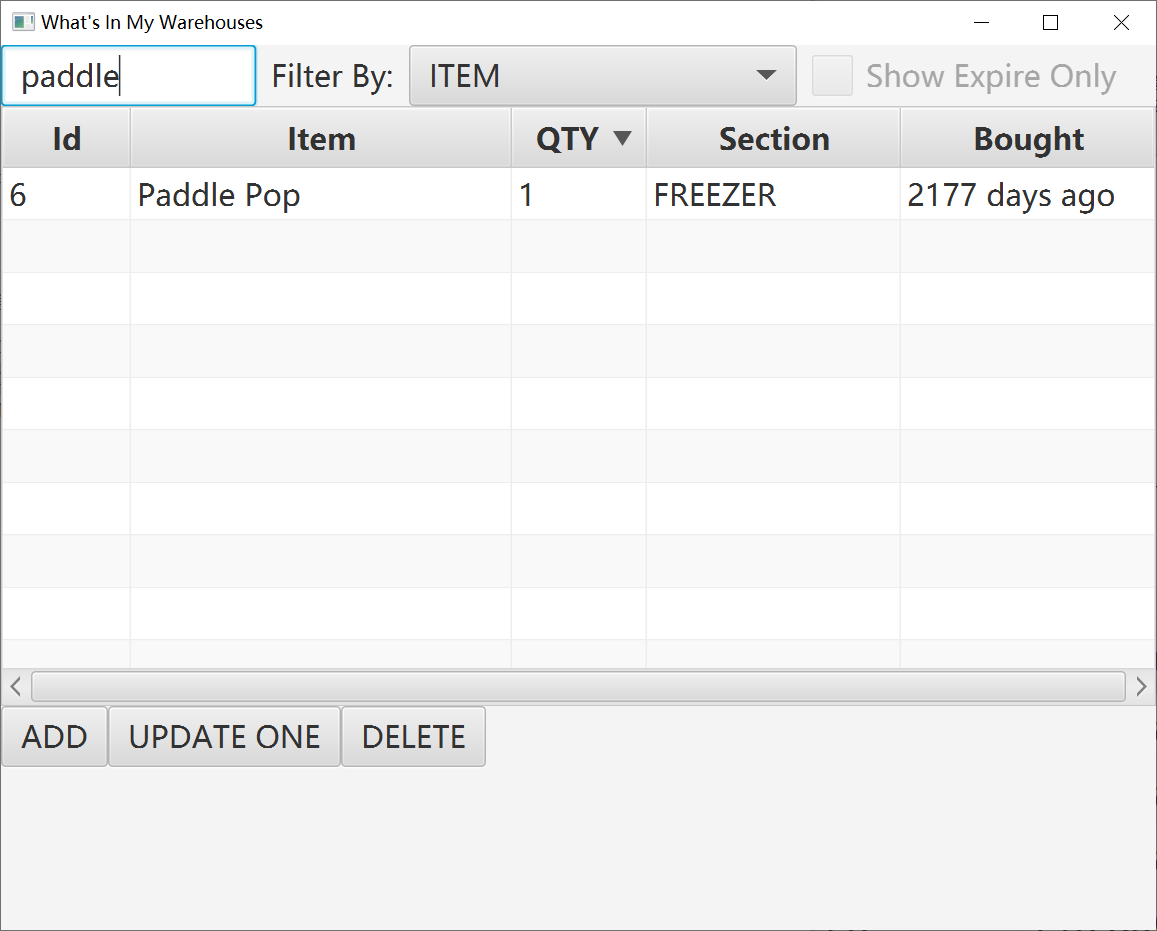 What's In My Warehouses
paddle Filter By: ITEM Show Expire Only
Id Item QTY Section Bought
6 Paddle Pop 1 FREEZER 2177 days ago
ADD UPDATE ONE DELETE